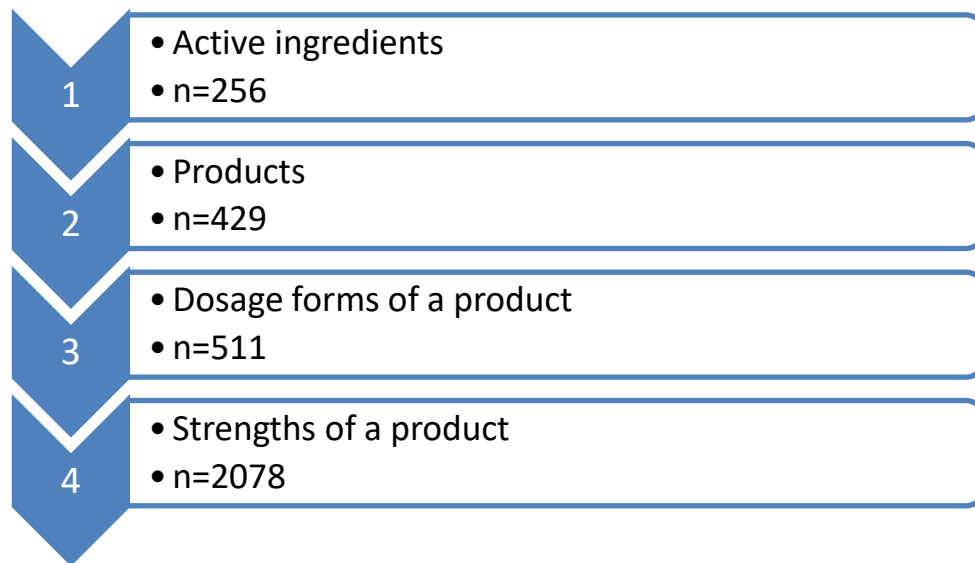 1
• Active ingredients
• n=256
2
• Products
• n=429
3
• Dosage forms of a product
• n=511
4
• Strengths of a product
• n=2078